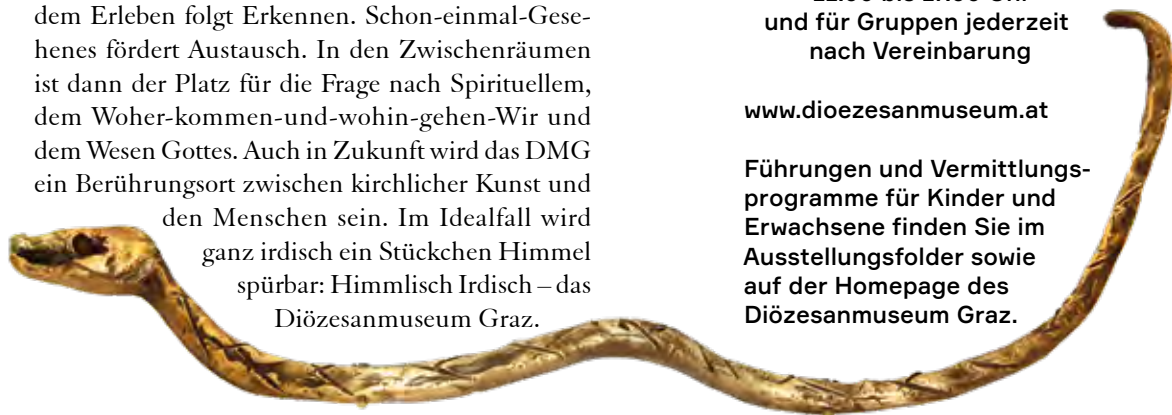 dem Erleben folgt Erkennen. Schon-einmal-Gese-
henes fördert Austausch. In den Zwischenräumen
ist dann der Platz für die Frage nach Spirituellem,
dem Woher-kommen-und-wohin-gehen-Wir und
dem Wesen Gottes. Auch in Zukunft wird das DMG
ein Berührungsort zwischen kirchlicher Kunst und
den Menschen sein. Im Idealfall wird
ganz irdisch ein Stückchen Himmel
spürbar: Himmlisch Irdisch – das
Diözesanmuseum Graz.
und für Gruppen jederzeit
nach Vereinbarung
www.dioezesanmuseum.at
Führungen und Vermittlungs-
programme für Kinder und
Erwachsene finden Sie im
Ausstellungsfolder sowie
auf der Homepage des
Diözesanmuseum Graz.